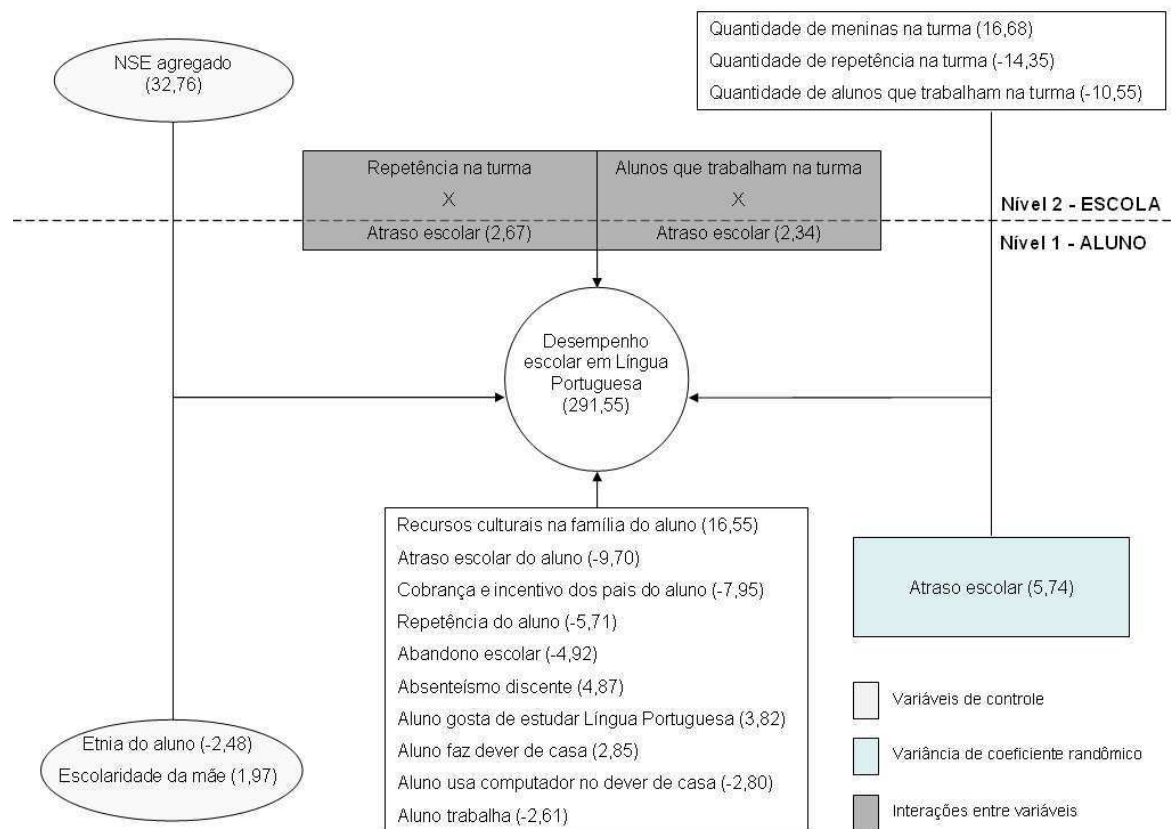 NSE agregado
(32,76)
Quantidade de meninas na turma (16,68)
Quantidade de repetência na turma (-14,35)
Quantidade de alunos que trabalham na turma (-10,55)
Repetência na turma
X
Atraso escolar (2,67)
Alunos que trabalham na turma
X
Atraso escolar (2,34)
Nível 2 - ESCOLA
Nível 1 - ALUNO
Desempenho
escolar em Língua
Portuguesa
(291,55)
Recursos culturais na família do aluno (16,55)
Atraso escolar do aluno (-9,70)
Cobrança e incentivo dos pais do aluno (-7,95)
Repetência do aluno (-5,71)
Abandono escolar (-4,92)
Absenteísmo discente (4,87)
Aluno gosta de estudar Língua Portuguesa (3,82)
Aluno faz dever de casa (2,85)
Aluno usa computador no dever de casa (-2,80)
Aluno trabalha (-2,61)
Etnia do aluno (-2,48)
Escolaridade da mãe (1,97)
Atraso escolar (5,74)
Variáveis de controle
Variância de coeficiente randômico
Interações entre variáveis